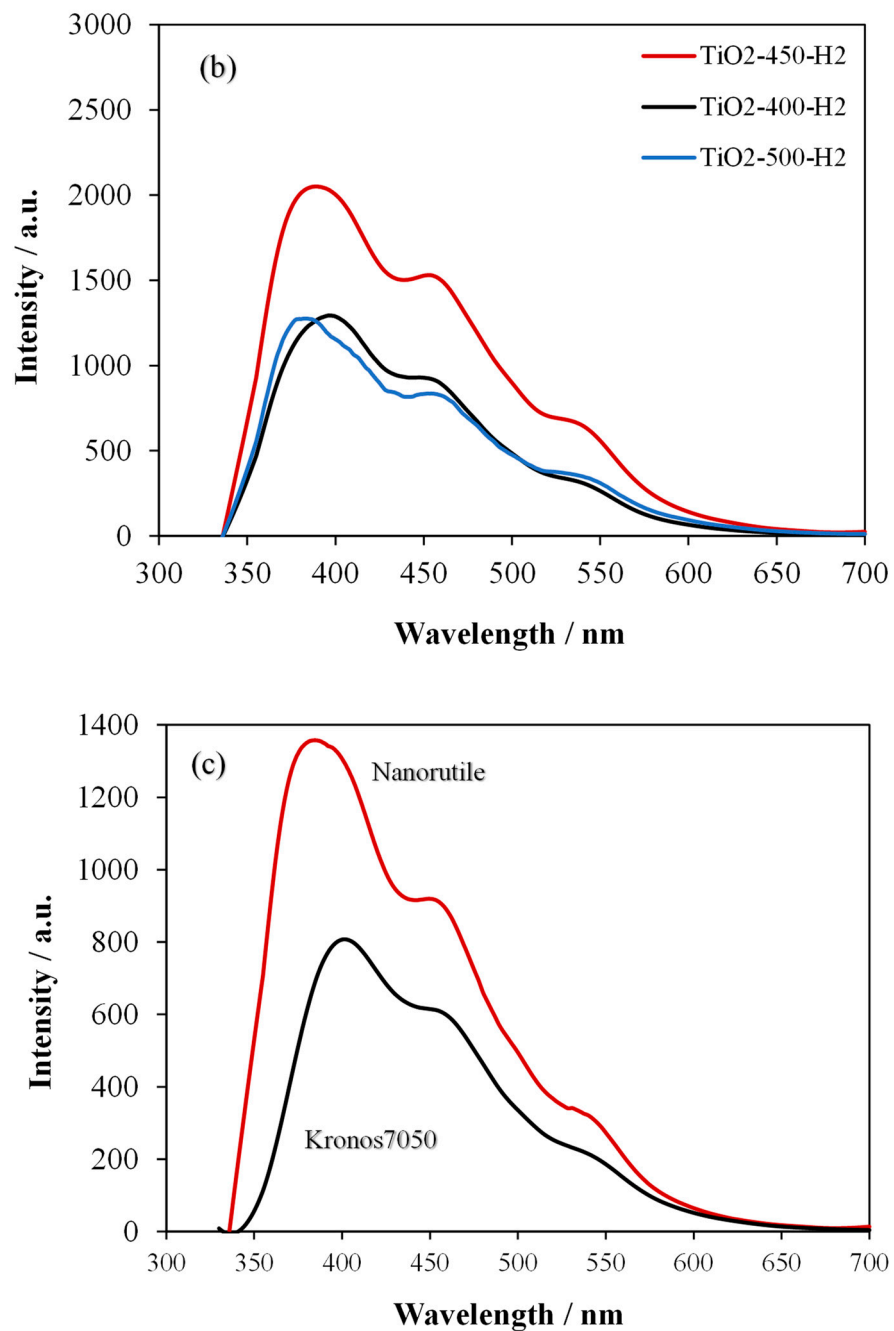 3000
(b)
TiO2-450-H2
2500
TiO2-400-H2
TiO2-500-H2
2000
1500
1000
500
0
300 350 400 450 500 550 600 650 700
Intensity / a.u.
Wavelength / nm
1400
(c)
Nanorutile
1200
1000
800
600
400
Kronos7050
200
0
300 350 400 450 500 550 600 650 700
Intensity / a.u.
Wavelength / nm